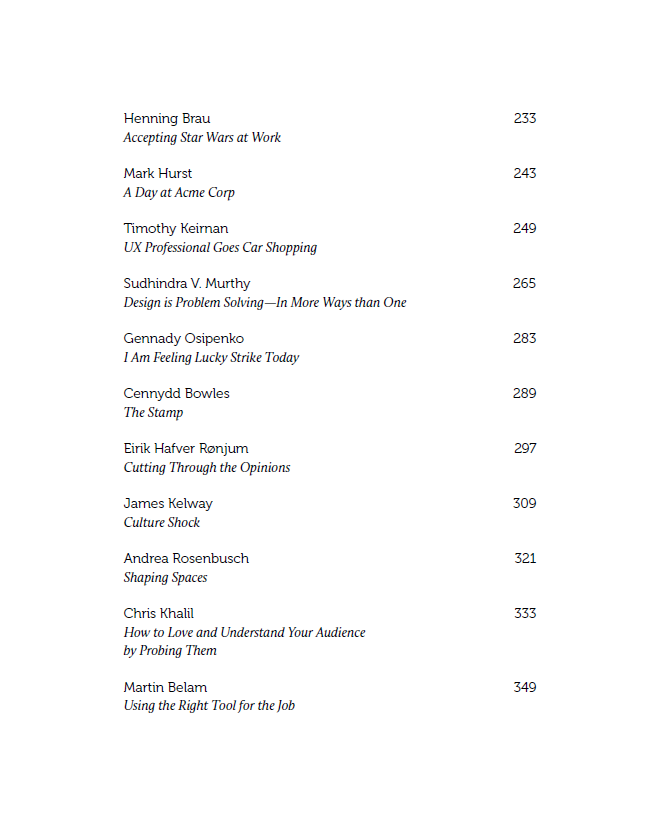 Henning Brau 233
Accepting Star Wars at Work
Mark Hurst 243
A Day at Acme Corp
Timothy Keirnan 249
UX Professional Goes Car Shopping
Sudhindra V. Murthy 265
Design is Problem Solving—In More Ways than One
Gennady Osipenko 283
I Am Feeling Lucky Strike Today
Cennydd Bowles 289
The Stamp
Eirik Hafver Rønjum 297
Cutting Through the Opinions
James Kelway 309
Culture Shock
Andrea Rosenbusch 321
Shaping Spaces
Chris Khalil 333
How to Love and Understand Your Audience
by Probing Them
Martin Belam 349
Using the Right Tool for the Job